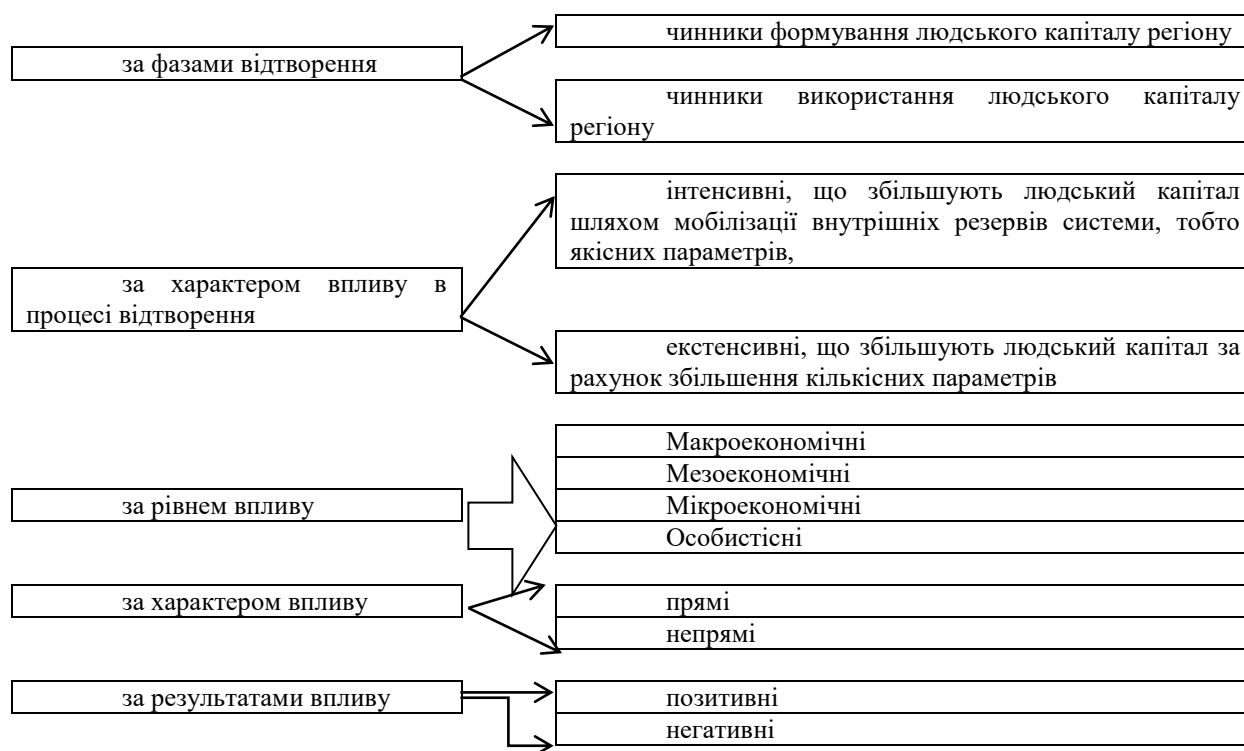 за фазами відтворення
чинники формування людського капіталу регіону
чинники використання людського капіталу
регіону
за характером впливу в
процесі відтворення
інтенсивні, що збільшують людський капітал
шляхом мобілізації внутрішніх резервів системи, тобто
якісних параметрів,
екстенсивні, що збільшують людський капітал за
рахунок збільшення кількісних параметрів
за рівнем впливу
Макроекономічні
Мезоекономічні
Мікроекономічні
Особистісні
за характером впливу
прямі
непрямі
за результатами впливу
позитивні
негативні